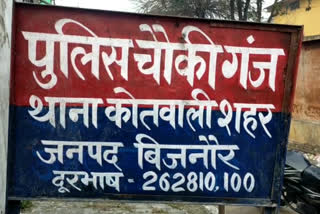 पुलिस चौकी गंज
थाना कोतवाली शहर
जनपद बिजनौर
दूरभाष - 262810,100